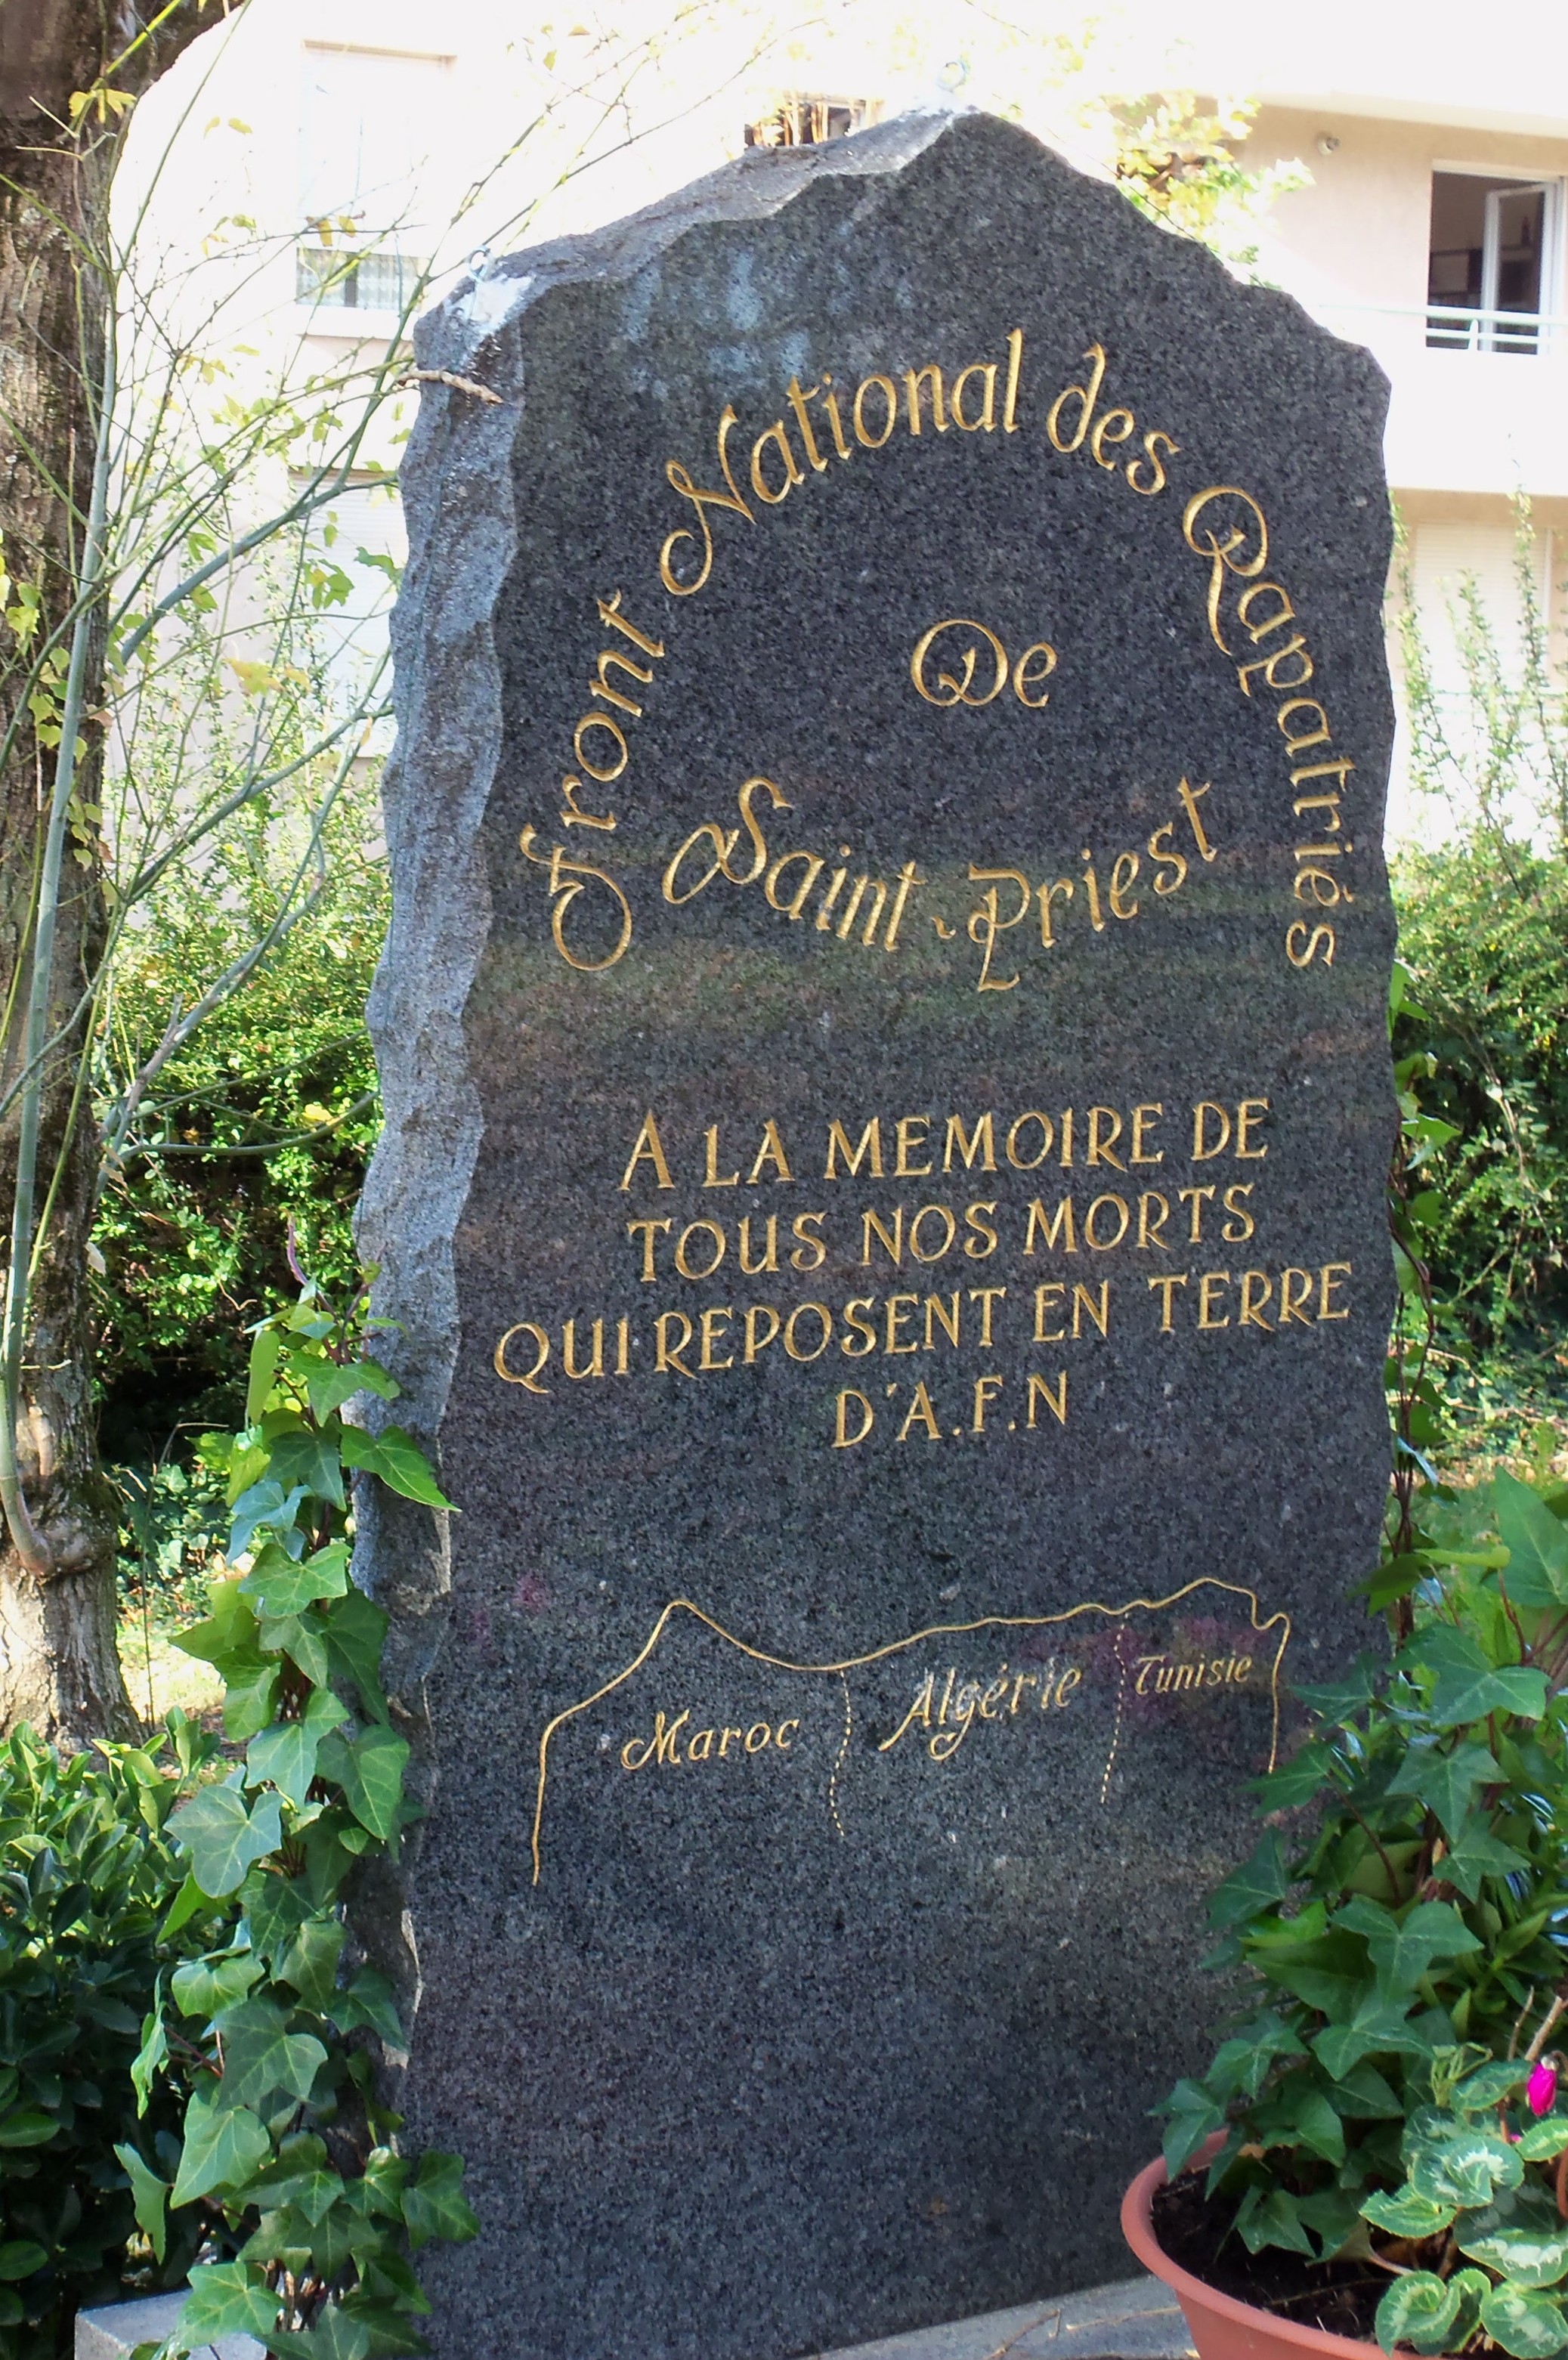 Front National des Rapatriés
De
Saint-Priest
A LA MEMOIRE DE
TOUS NOS MORTS
QUI REPOSENT EN TERRE
D'A.F.N
Maroc Algérie Tunisie